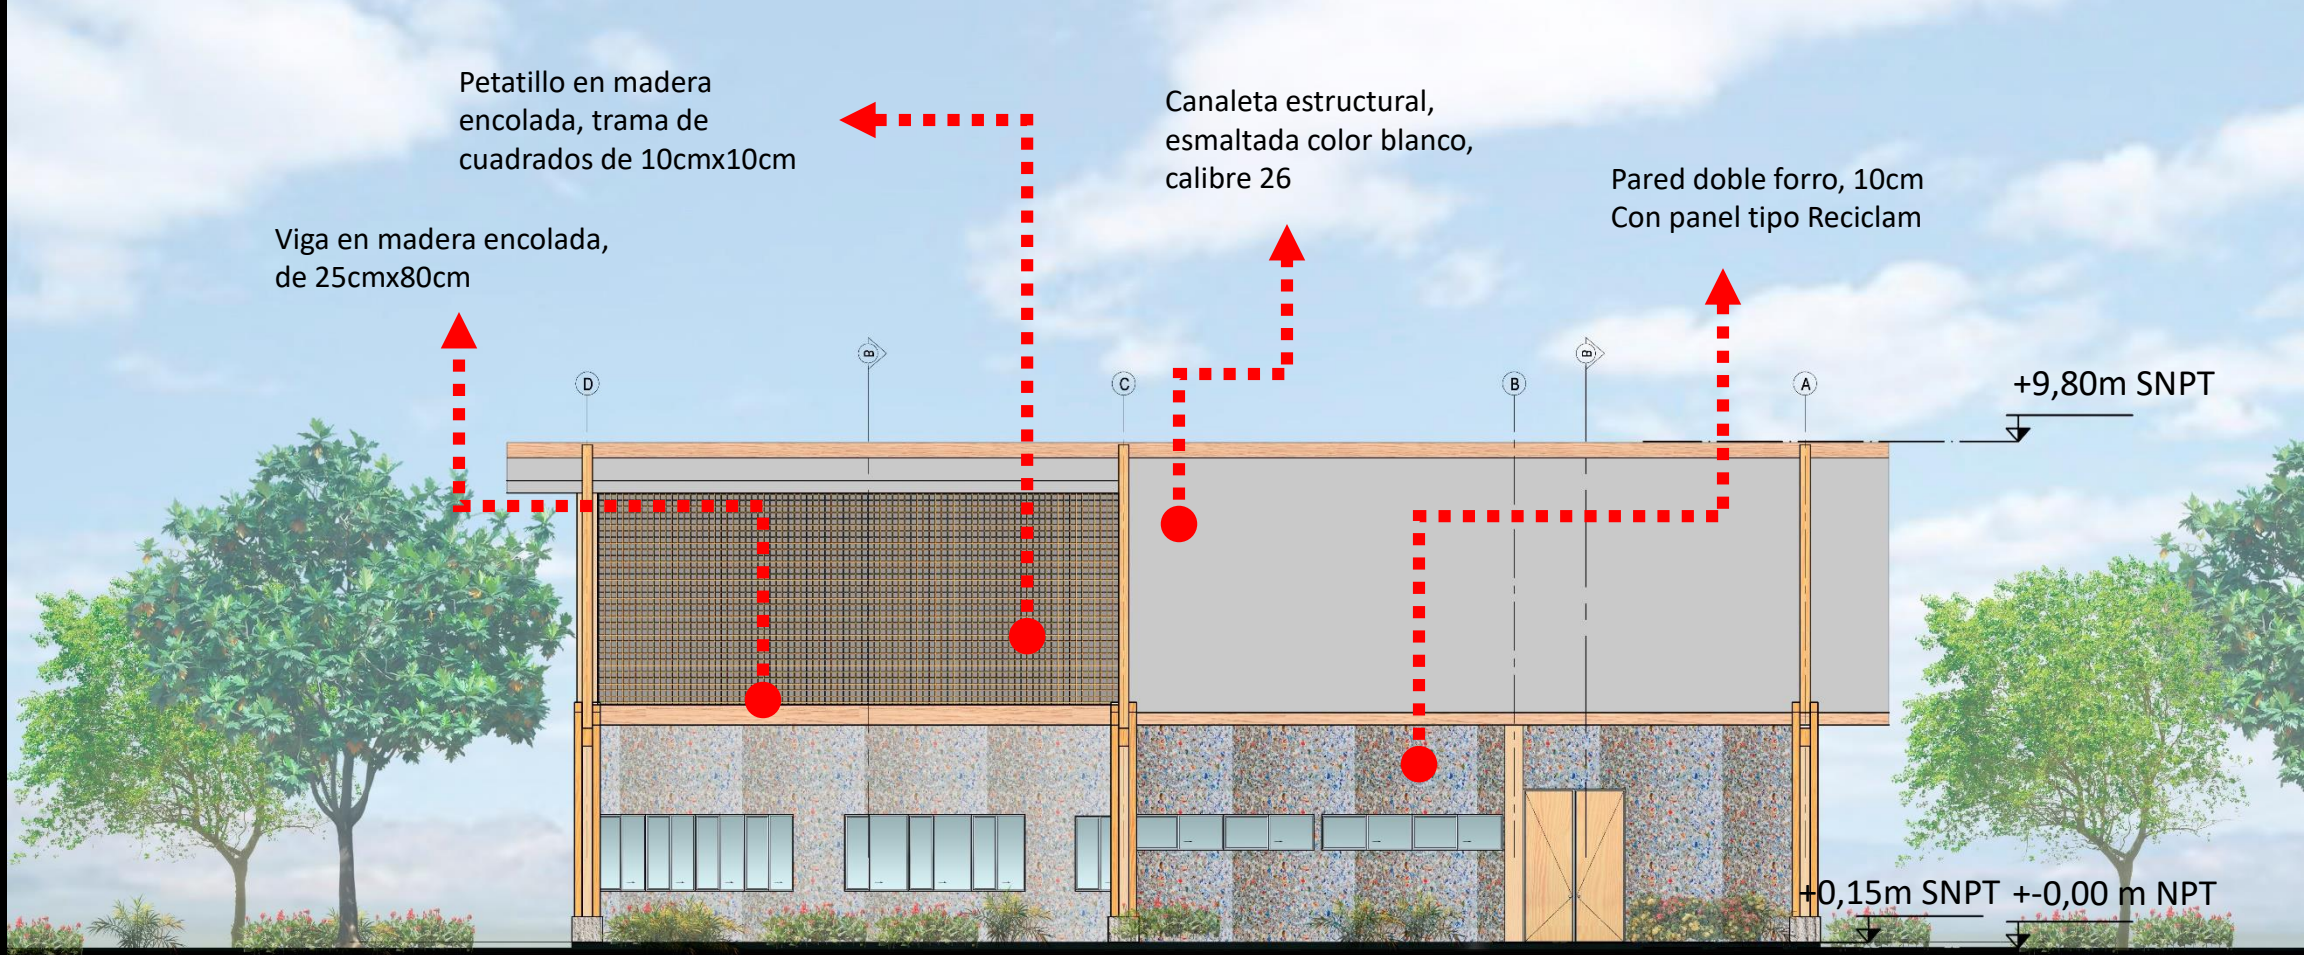 Petatillo en madera
encolada, trama de
cuadrados de 10cmx10cm
Canaleta estructural,
esmaltada color blanco,
calibre 26
Pared doble forro, 10cm
Con panel tipo Reciclam
Viga en madera encolada,
de 25cmx80cm
B
B
D
C
B
A
+9,80m SNPT
+0,15m SNPT
+-0,00 m NPT